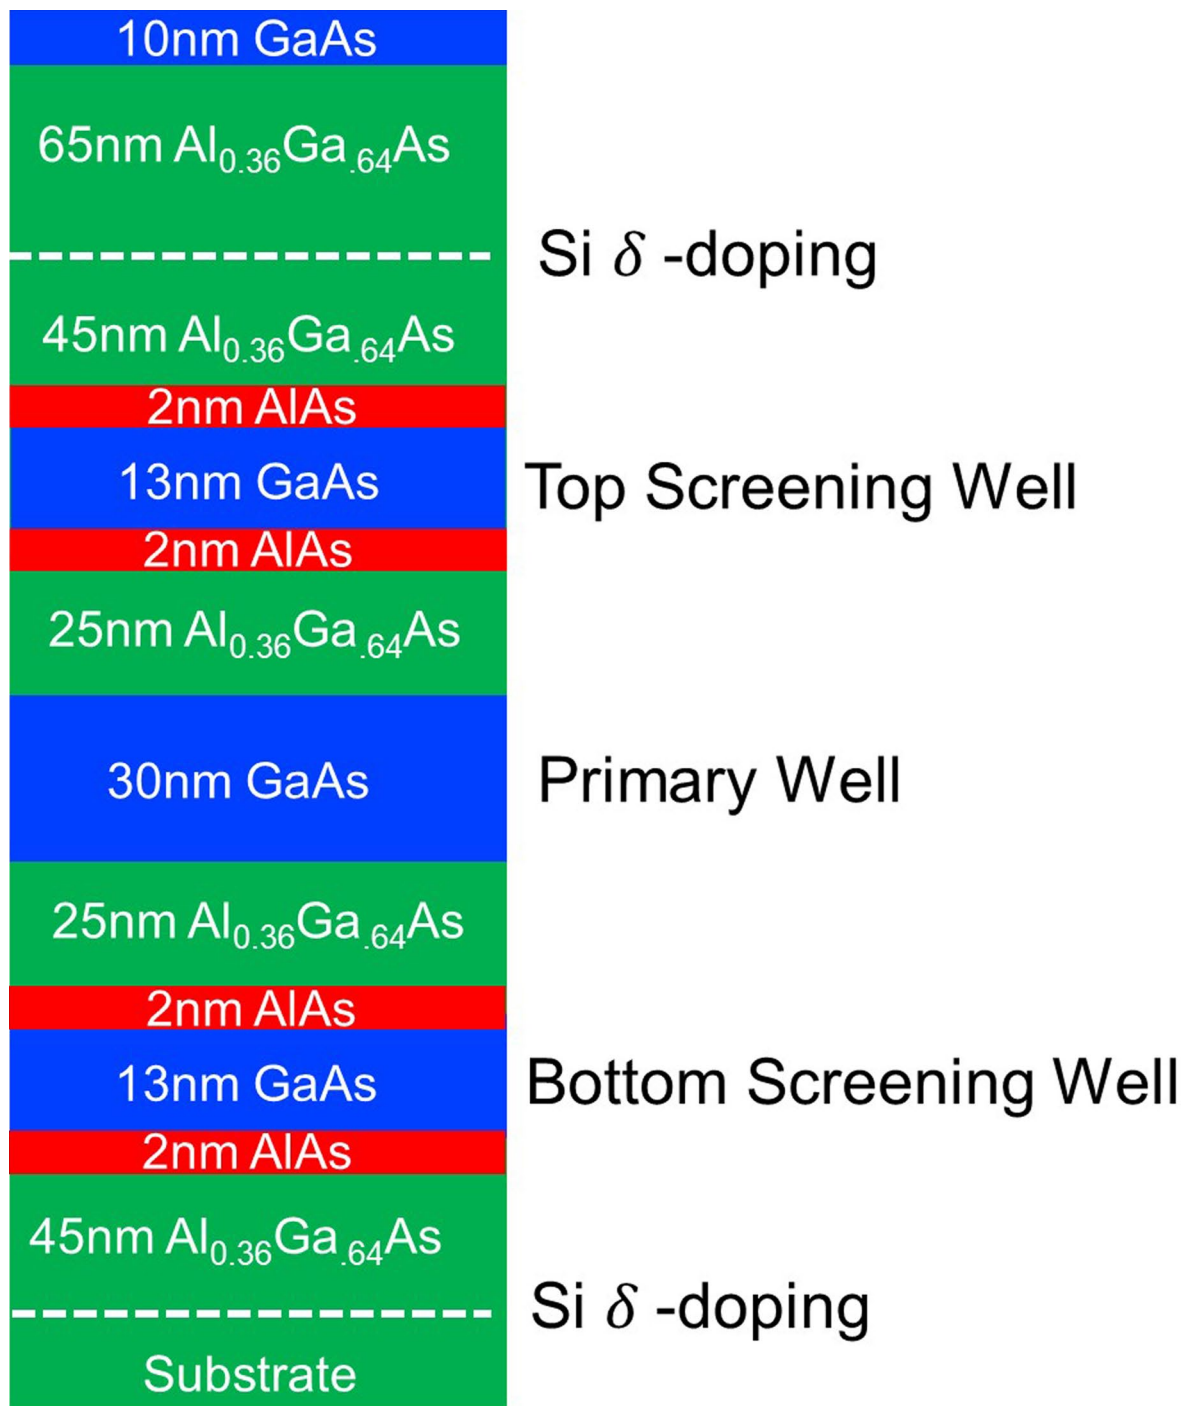 10nm GaAs
65nm Al0.36Ga.64As
Si δ -doping
45nm Al0.36Ga.64As
2nm AlAs
13nm GaAs
Top Screening Well
2nm AlAs
25nm Al0.36Ga.64As
30nm GaAs
Primary Well
25nm Al0.36Ga.64As
2nm AlAs
13nm GaAs
Bottom Screening Well
2nm AlAs
45nm Al0.36Ga.64As
Si δ -doping
Substrate